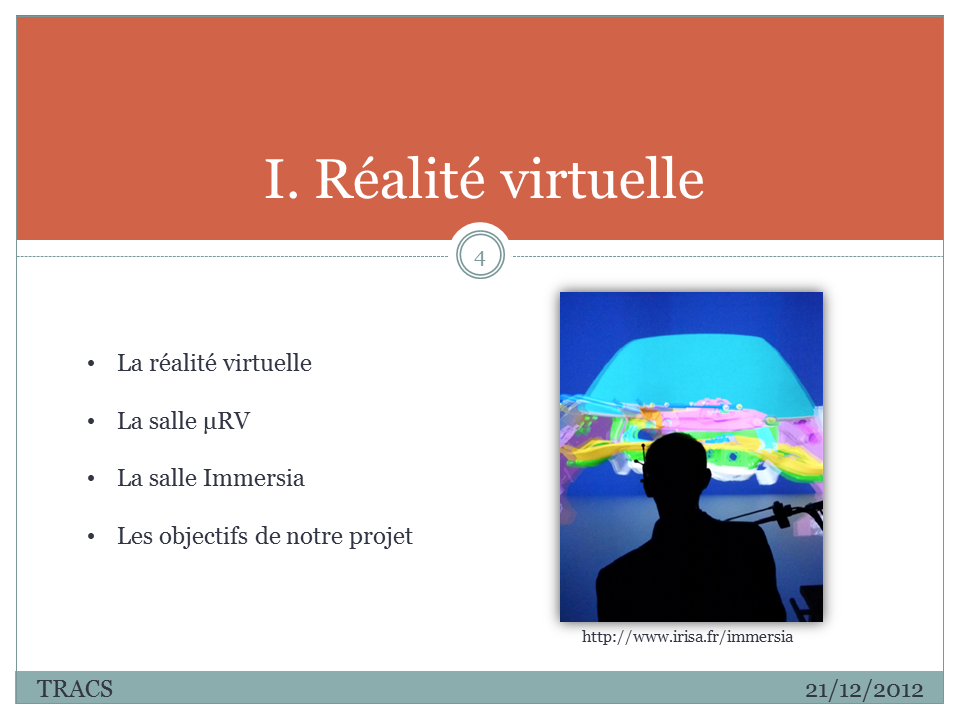 I. Réalité virtuelle
4
• La réalité virtuelle
• La salle µRV
• La salle Immersia
• Les objectifs de notre projet
http://www.irisa.fr/immersia
TRACS
21/12/2012